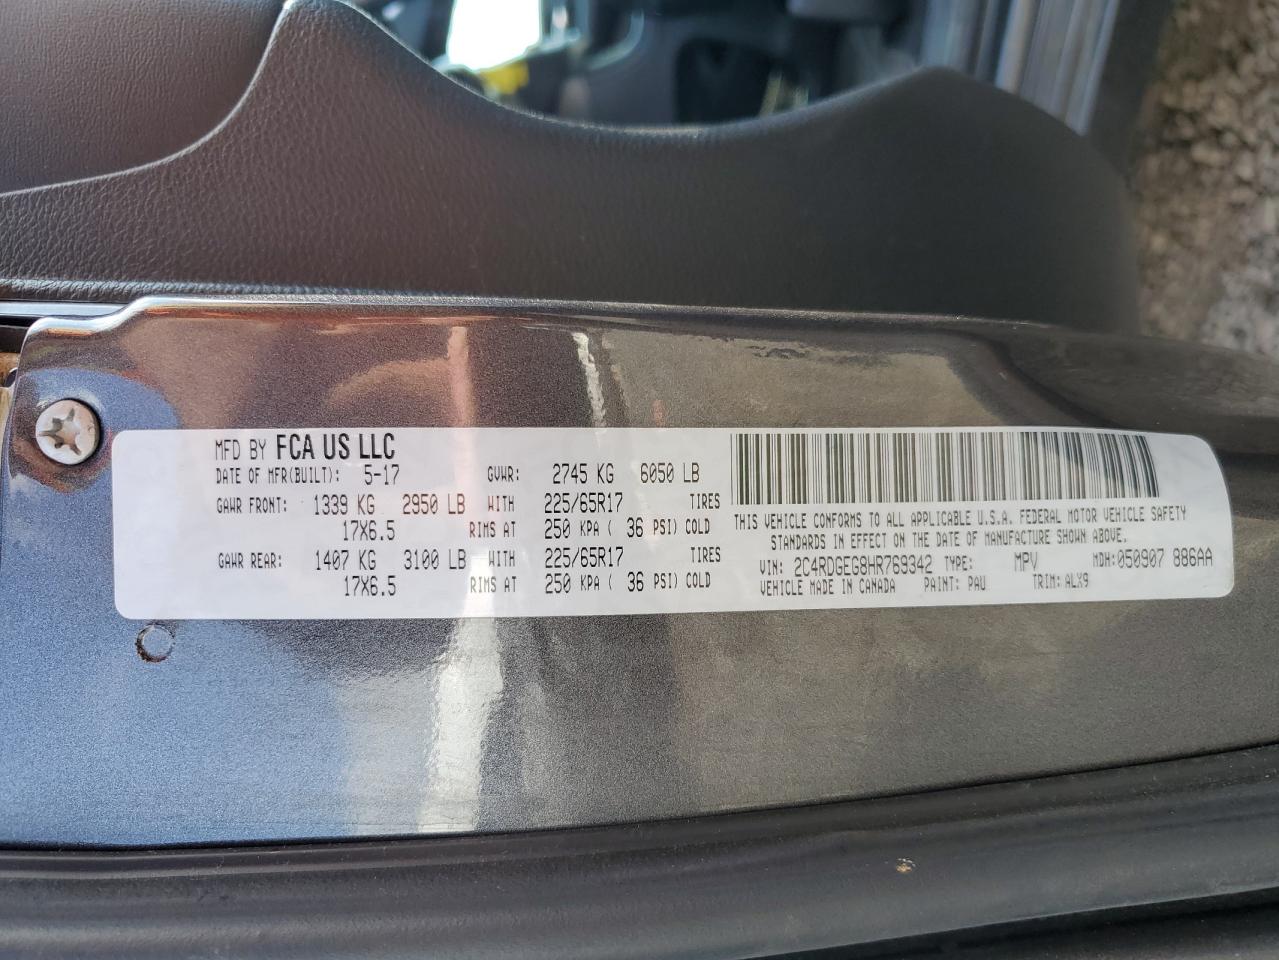 MFD BY FCA US LLC
DATE OF MFR(BUILT): 5-17 GVWR: 2745 KG 6050 LB
GAWR FRONT: 1339 KG 2950 LB WITH 225/65R17 TIRES
17X6.5 RIMS AT 250 KPA ( 36 PSI) COLD
GAWR REAR: 1407 KG 3100 LB WITH 225/65R17 TIRES
17X6.5 RIMS AT 250 KPA ( 36 PSI) COLD
THIS VEHICLE CONFORMS TO ALL APPLICABLE U.S.A. FEDERAL MOTOR VEHICLE SAFETY
STANDARDS IN EFFECT ON THE DATE OF MANUFACTURE SHOWN ABOVE.
VIN: 2C4RDGEG8HR769342 TYPE: MPV MDH:050907 886AA
VEHICLE MADE IN CANADA PAINT: PAU TRIM: ALX9